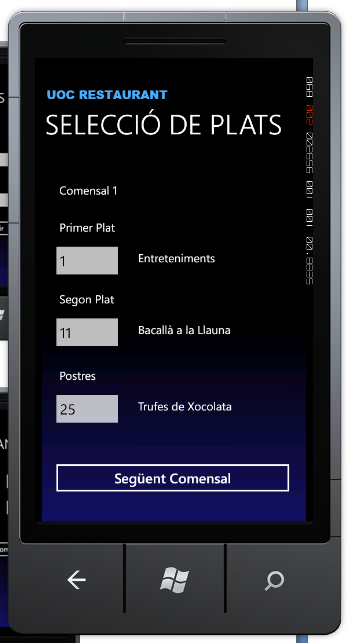 UOC RESTAURANT
SELECCIÓ DE PLATS
Comensal 1
Primer Plat
1 Entreteniments
Segon Plat
11 Bacallà a la Llauna
Postres
25 Trufes de Xocolata
Següent Comensal